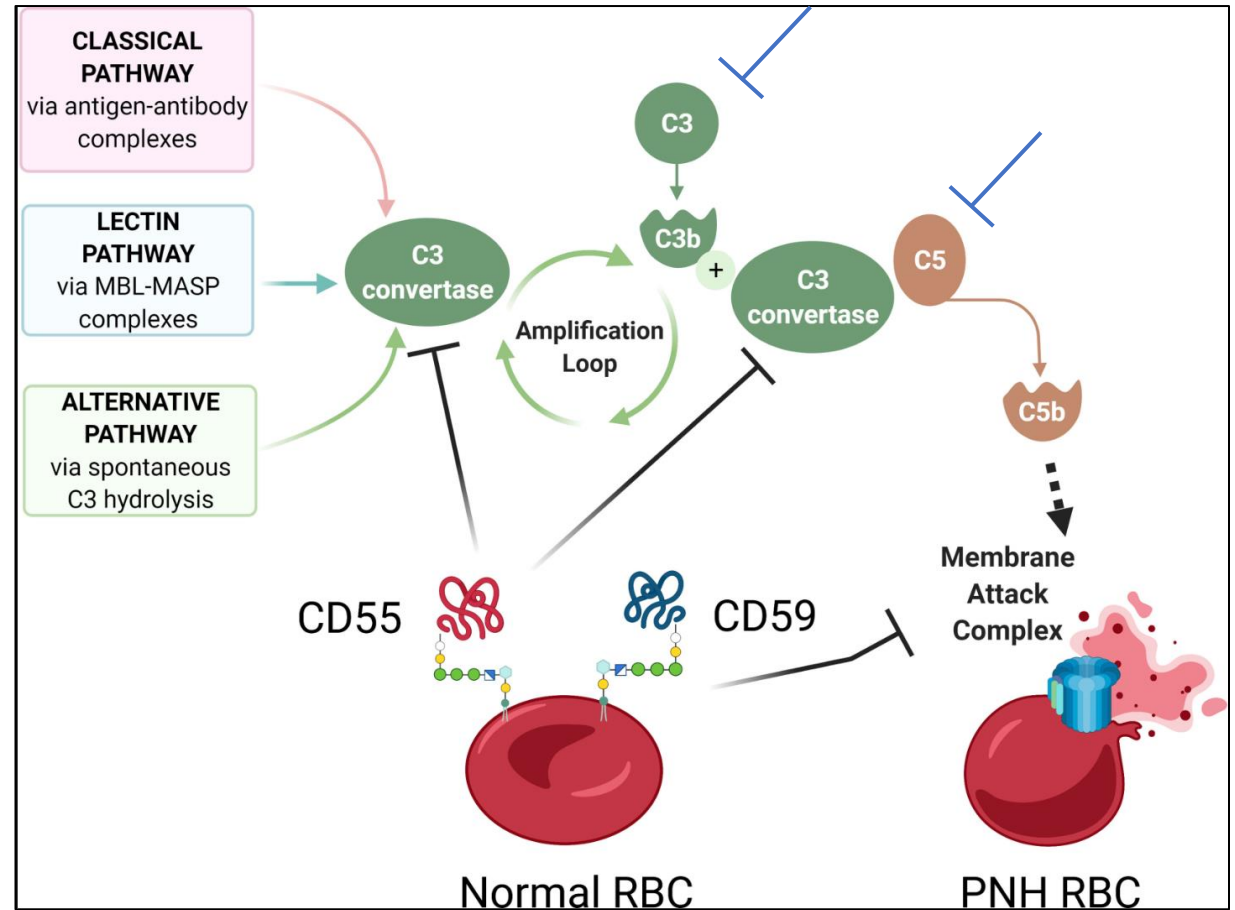 CLASSICAL
PATHWAY
via antigen-antibody
complexes
LECTIN
PATHWAY
via MBL-MASP
complexes
ALTERNATIVE
PATHWAY
via spontaneous
C3 hydrolysis
C3
convertase
Amplification
Loop
C3
C3b
+
C3
convertase
C5
C5b
Membrane
Attack
Complex
CD55
CD59
Normal RBC
PNH RBC